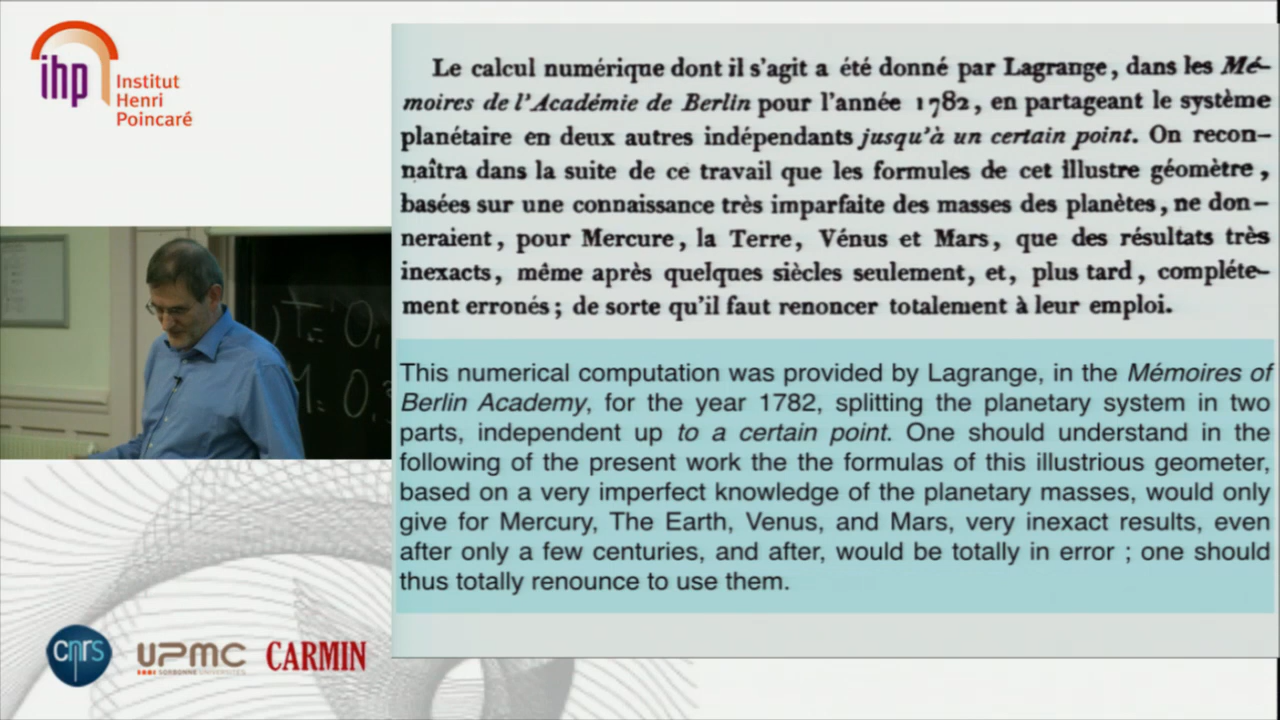 ihp
Institut
Henri
Poincaré
Le calcul numérique dont il s'agit a été donné par Lagrange, dans les Mé-
moires de l'Académie de Berlin pour l'année 1782, en partageant le système
planétaire en deux autres indépendants jusqu'à un certain point. On recon-
naîtra dans la suite de ce travail que les formules de cet illustre géomètre,
basées sur une connaissance très imparfaite des masses des planètes, ne don-
neraient, pour Mercure, la Terre, Vénus et Mars, que des résultats très
inexacts, même après quelques siècles seulement, et, plus tard, compléte-
ment erronés; de sorte qu'il faut renoncer totalement à leur emploi.
This numerical computation was provided by Lagrange, in the Mémoires of
Berlin Academy, for the year 1782, splitting the planetary system in two
parts, independent up to a certain point. One should understand in the
following of the present work the the formulas of this illustrious geometer,
based on a very imperfect knowledge of the planetary masses, would only
give for Mercury, The Earth, Venus, and Mars, very inexact results, even
after only a few centuries, and after, would be totally in error ; one should
thus totally renounce to use them.
T= 0,
M= 0,
cnrs
UPMC
SORBONNE UNIVERSITÉS
CARMIN